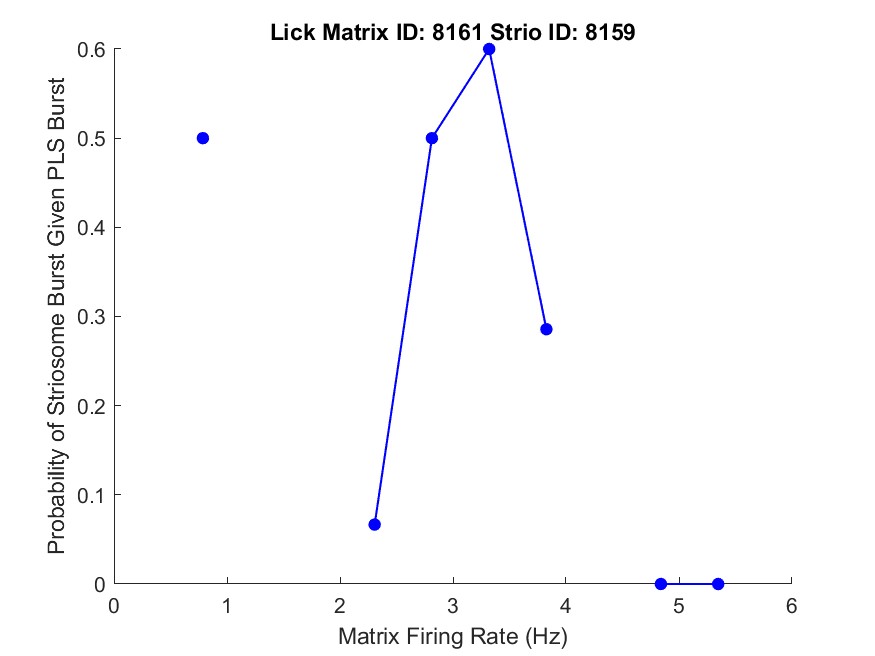 Lick Matrix ID: 8161 Strio ID: 8159
Probability of Striosome Burst Given PLS Burst
0.6
0.5
0.4
0.3
0.2
0.1
0
0 1 2 3 4 5 6
Matrix Firing Rate (Hz)